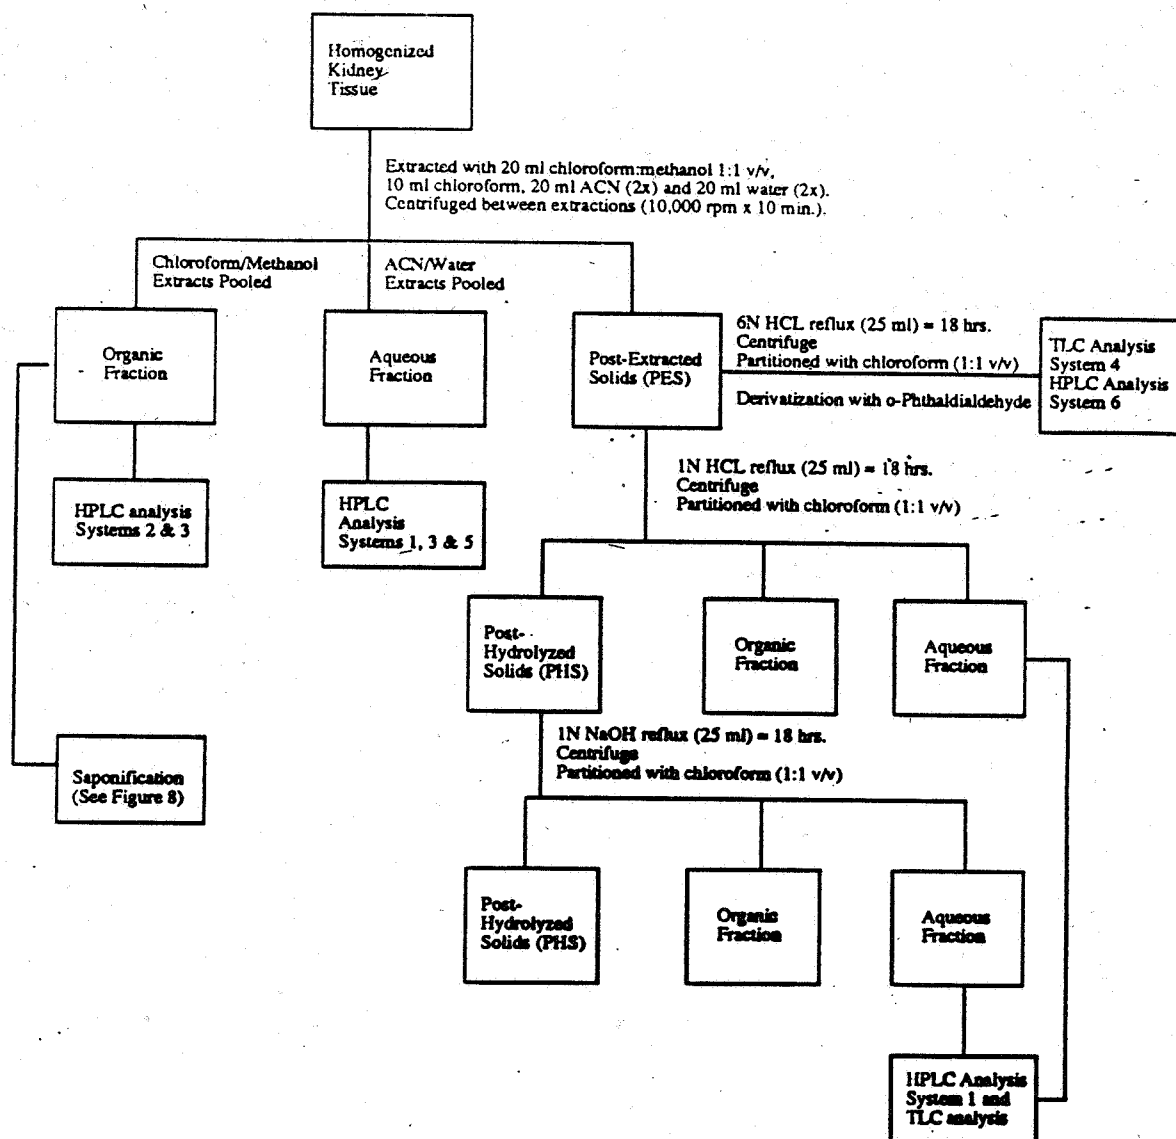 Homogenized
Kidney
Tissue
Extracted with 20 ml chloroform:methanol 1:1 v/v,
10 ml chloroform, 20 ml ACN (2x) and 20 ml water (2x).
Centrifuged between extractions (10,000 rpm x 10 min.).
Chloroform/Methanol
Extracts Pooled
ACN/Water
Extracts Pooled
Organic
Fraction
Aqueous
Fraction
Post-Extracted
Solids (PES)
6N HCL reflux (25 ml) = 18 hrs.
Centrifuge
Partitioned with chloroform (1:1 v/v)
Derivatization with o-Phthaldialdehyde
TLC Analysis
System 4
HPLC Analysis
System 6
HPLC analysis
Systems 2 & 3
HPLC
Analysis
Systems 1, 3 & 5
1N HCL reflux (25 ml) = 18 hrs.
Centrifuge
Partitioned with chloroform (1:1 v/v)
Post-
Hydrolyzed
Solids (PHS)
Organic
Fraction
Aqueous
Fraction
1N NaOH reflux (25 ml) = 18 hrs.
Centrifuge
Partitioned with chloroform (1:1 v/v)
Saponification
(See Figure 8)
Post-
Hydrolyzed
Solids (PHS)
Organic
Fraction
Aqueous
Fraction
HPLC Analysis
System 1 and
TLC analysis